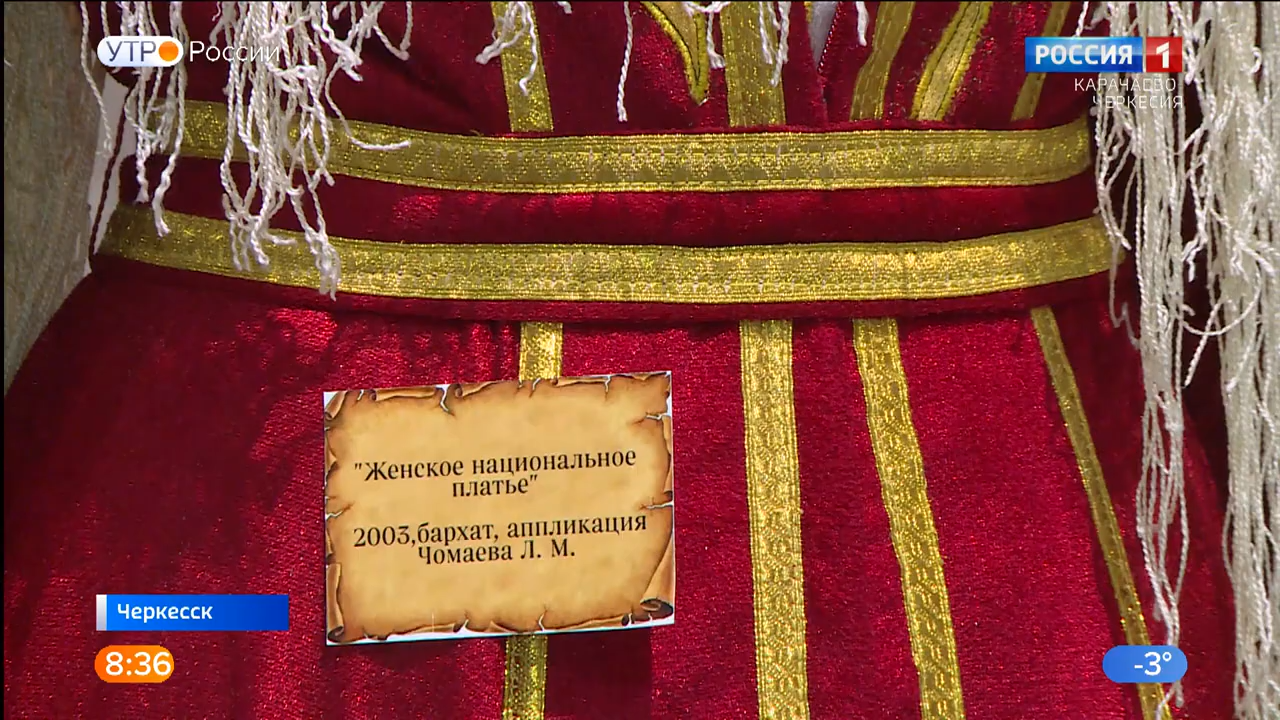 УТРО России
РОССИЯ 1
КАРАЧАЕВО
ЧЕРКЕСИЯ
"Женское национальное
платье"
2003,бархат, аппликация
Чомаева Л. М.
Черкесск
8:36
-3°